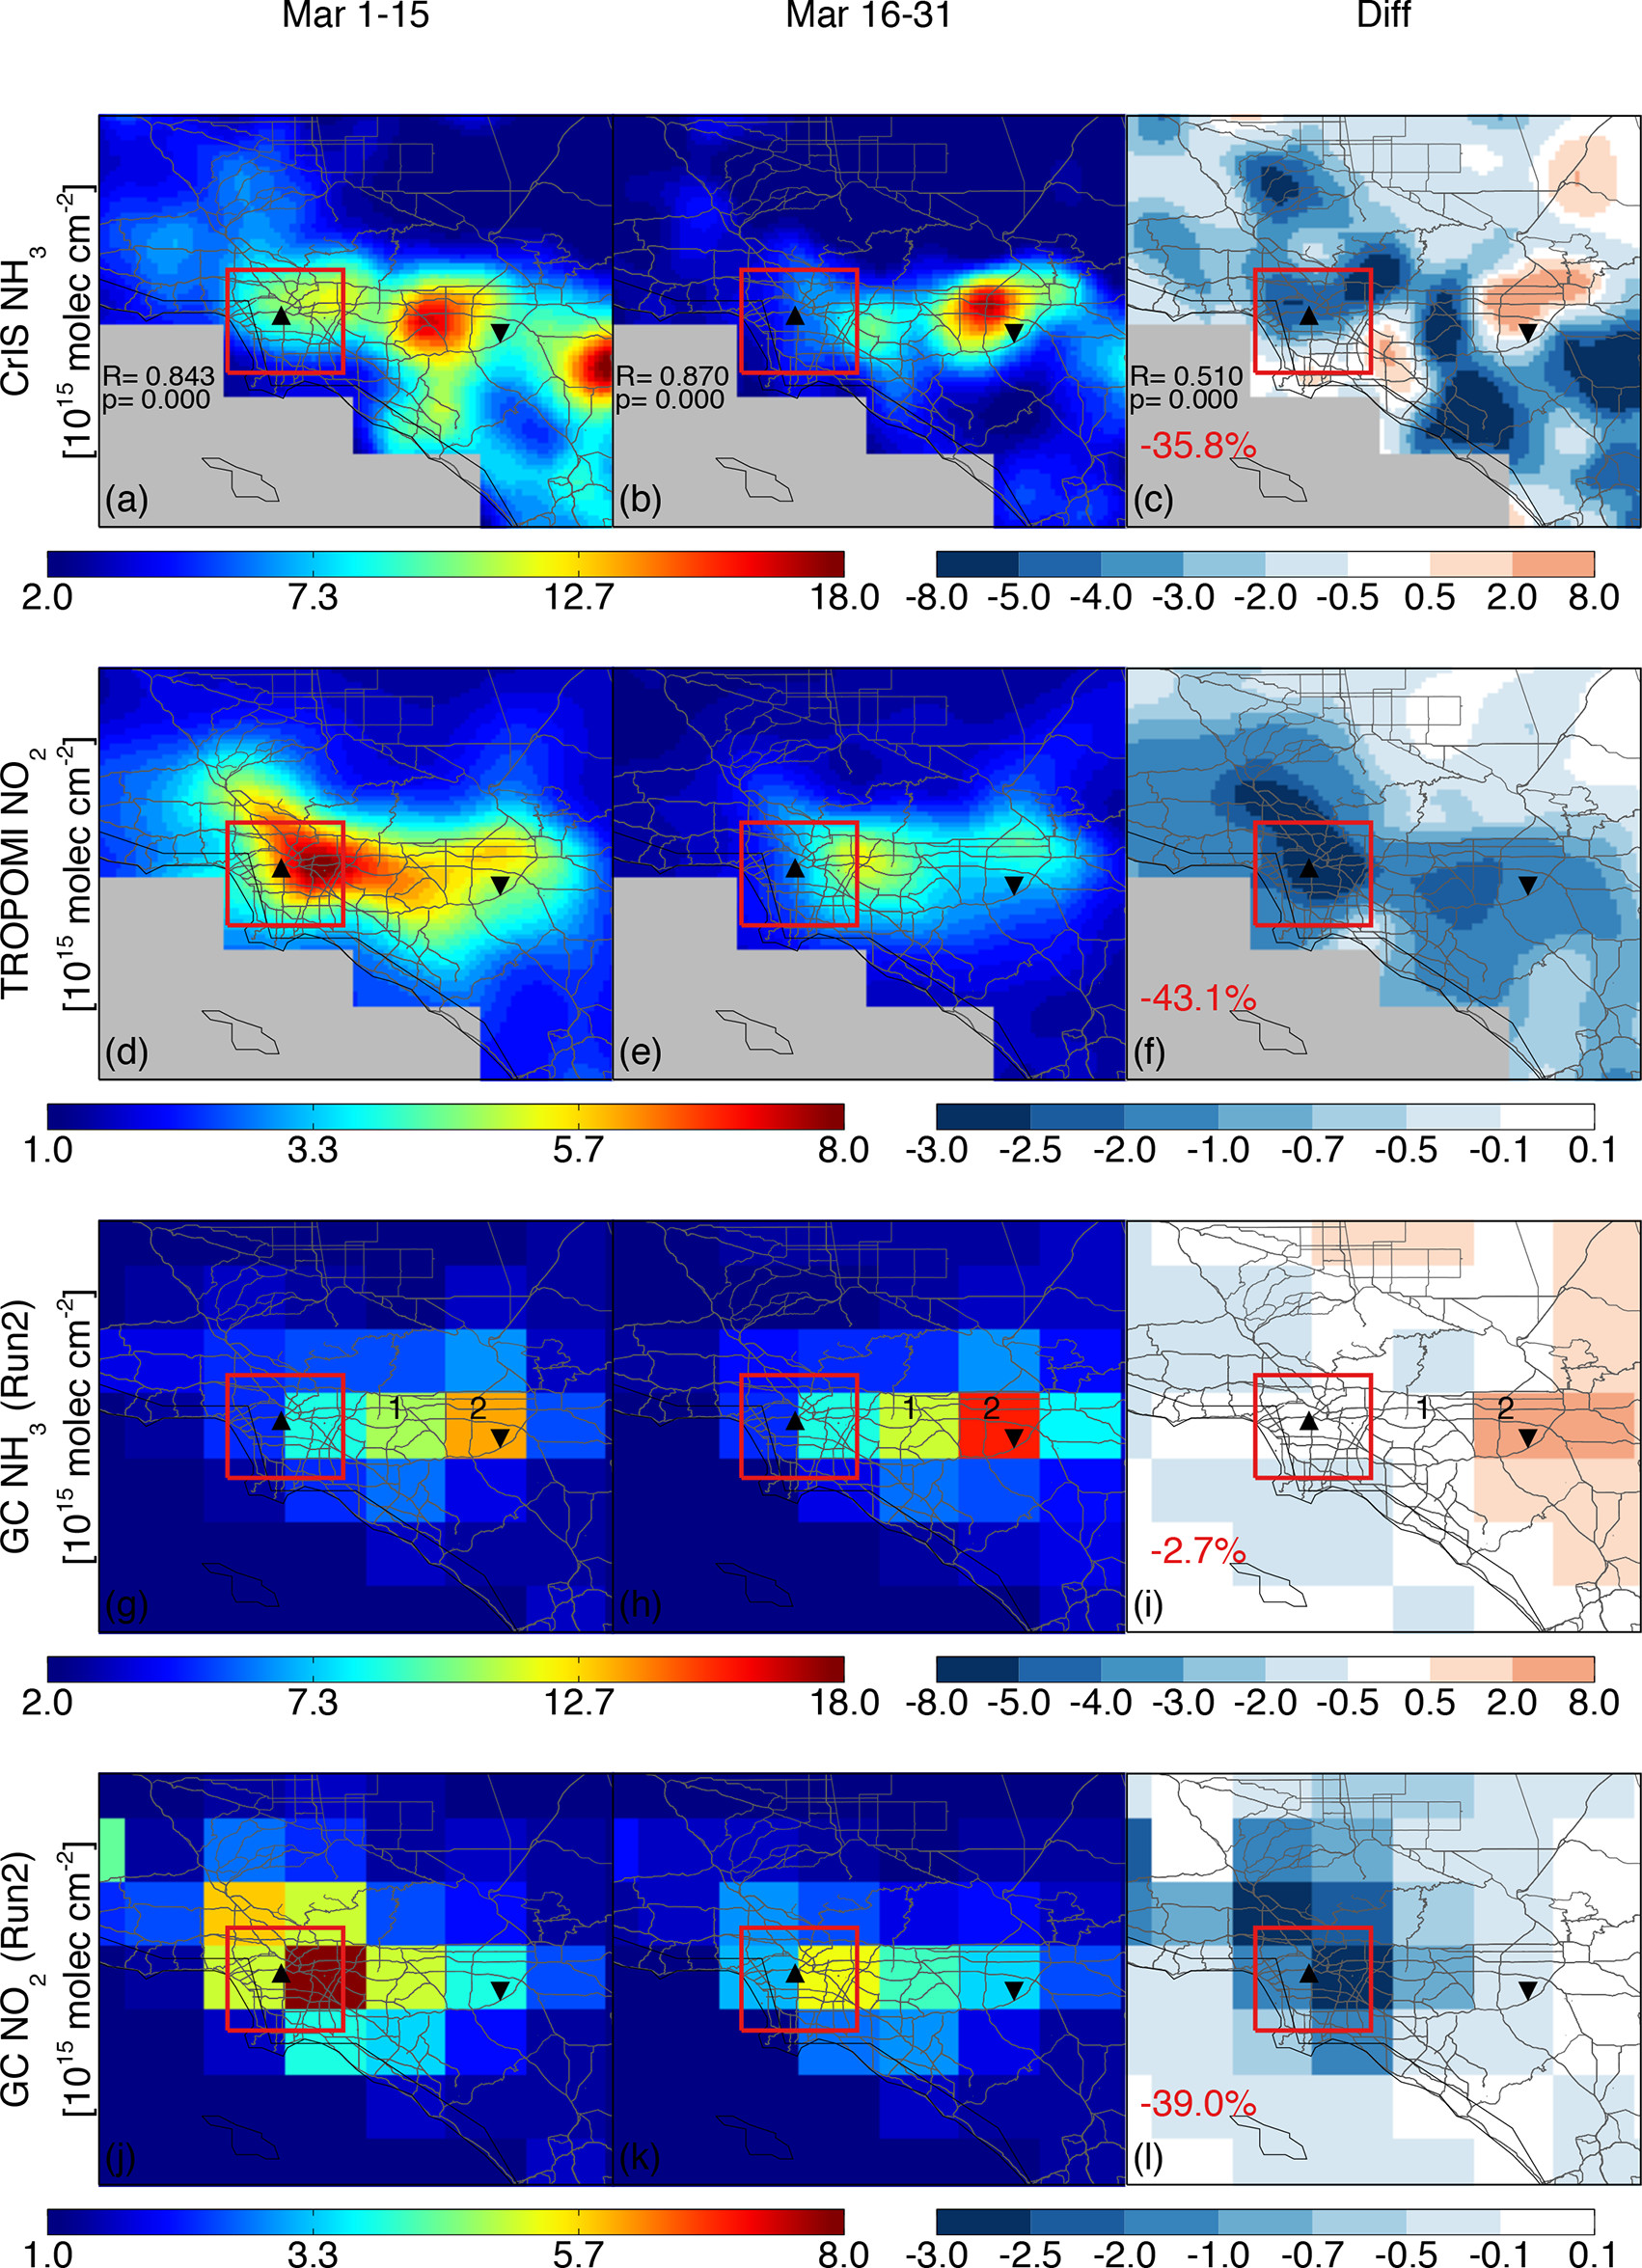 Mar 1-15 Mar 16-31 Diff
CrIS NH3
[10^15 molec cm^-2]
R= 0.843
p= 0.000
(a)
R= 0.870
p= 0.000
(b)
R= 0.510
p= 0.000
-35.8%
(c)
2.0 7.3 12.7 18.0 -8.0 -5.0 -4.0 -3.0 -2.0 -0.5 0.5 2.0 8.0
TROPOMI NO2
[10^15 molec cm^-2]
(d)
(e)
-43.1%
(f)
1.0 3.3 5.7 8.0 -3.0 -2.5 -2.0 -1.0 -0.7 -0.5 -0.1 0.1
GC NH3 (Run2)
[10^15 molec cm^-2]
1 2
(g)
1 2
(h)
1 2
-2.7%
(i)
2.0 7.3 12.7 18.0 -8.0 -5.0 -4.0 -3.0 -2.0 -0.5 0.5 2.0 8.0
GC NO2 (Run2)
[10^15 molec cm^-2]
(j)
(k)
-39.0%
(l)
1.0 3.3 5.7 8.0 -3.0 -2.5 -2.0 -1.0 -0.7 -0.5 -0.1 0.1